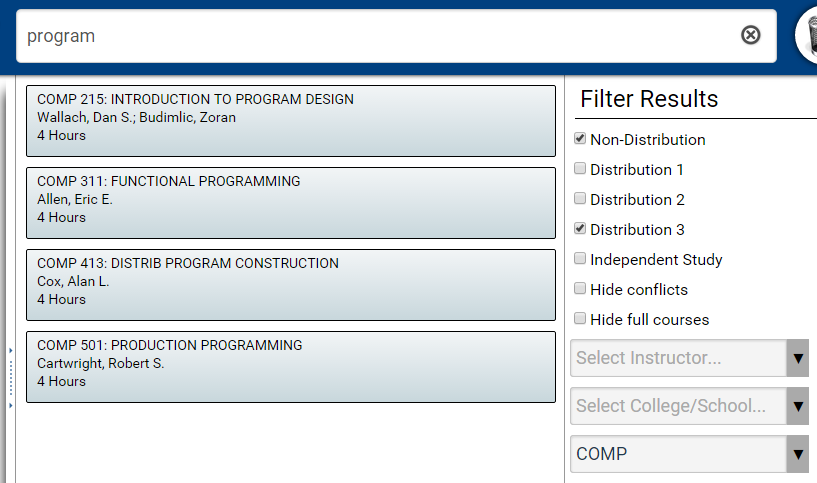 program
COMP 215: INTRODUCTION TO PROGRAM DESIGN
Wallach, Dan S.; Budimlic, Zoran
4 Hours
COMP 311: FUNCTIONAL PROGRAMMING
Allen, Eric E.
4 Hours
COMP 413: DISTRIB PROGRAM CONSTRUCTION
Cox, Alan L.
4 Hours
COMP 501: PRODUCTION PROGRAMMING
Cartwright, Robert S.
4 Hours
Filter Results
Non-Distribution
Distribution 1
Distribution 2
Distribution 3
Independent Study
Hide conflicts
Hide full courses
Select Instructor...
Select College/School...
COMP